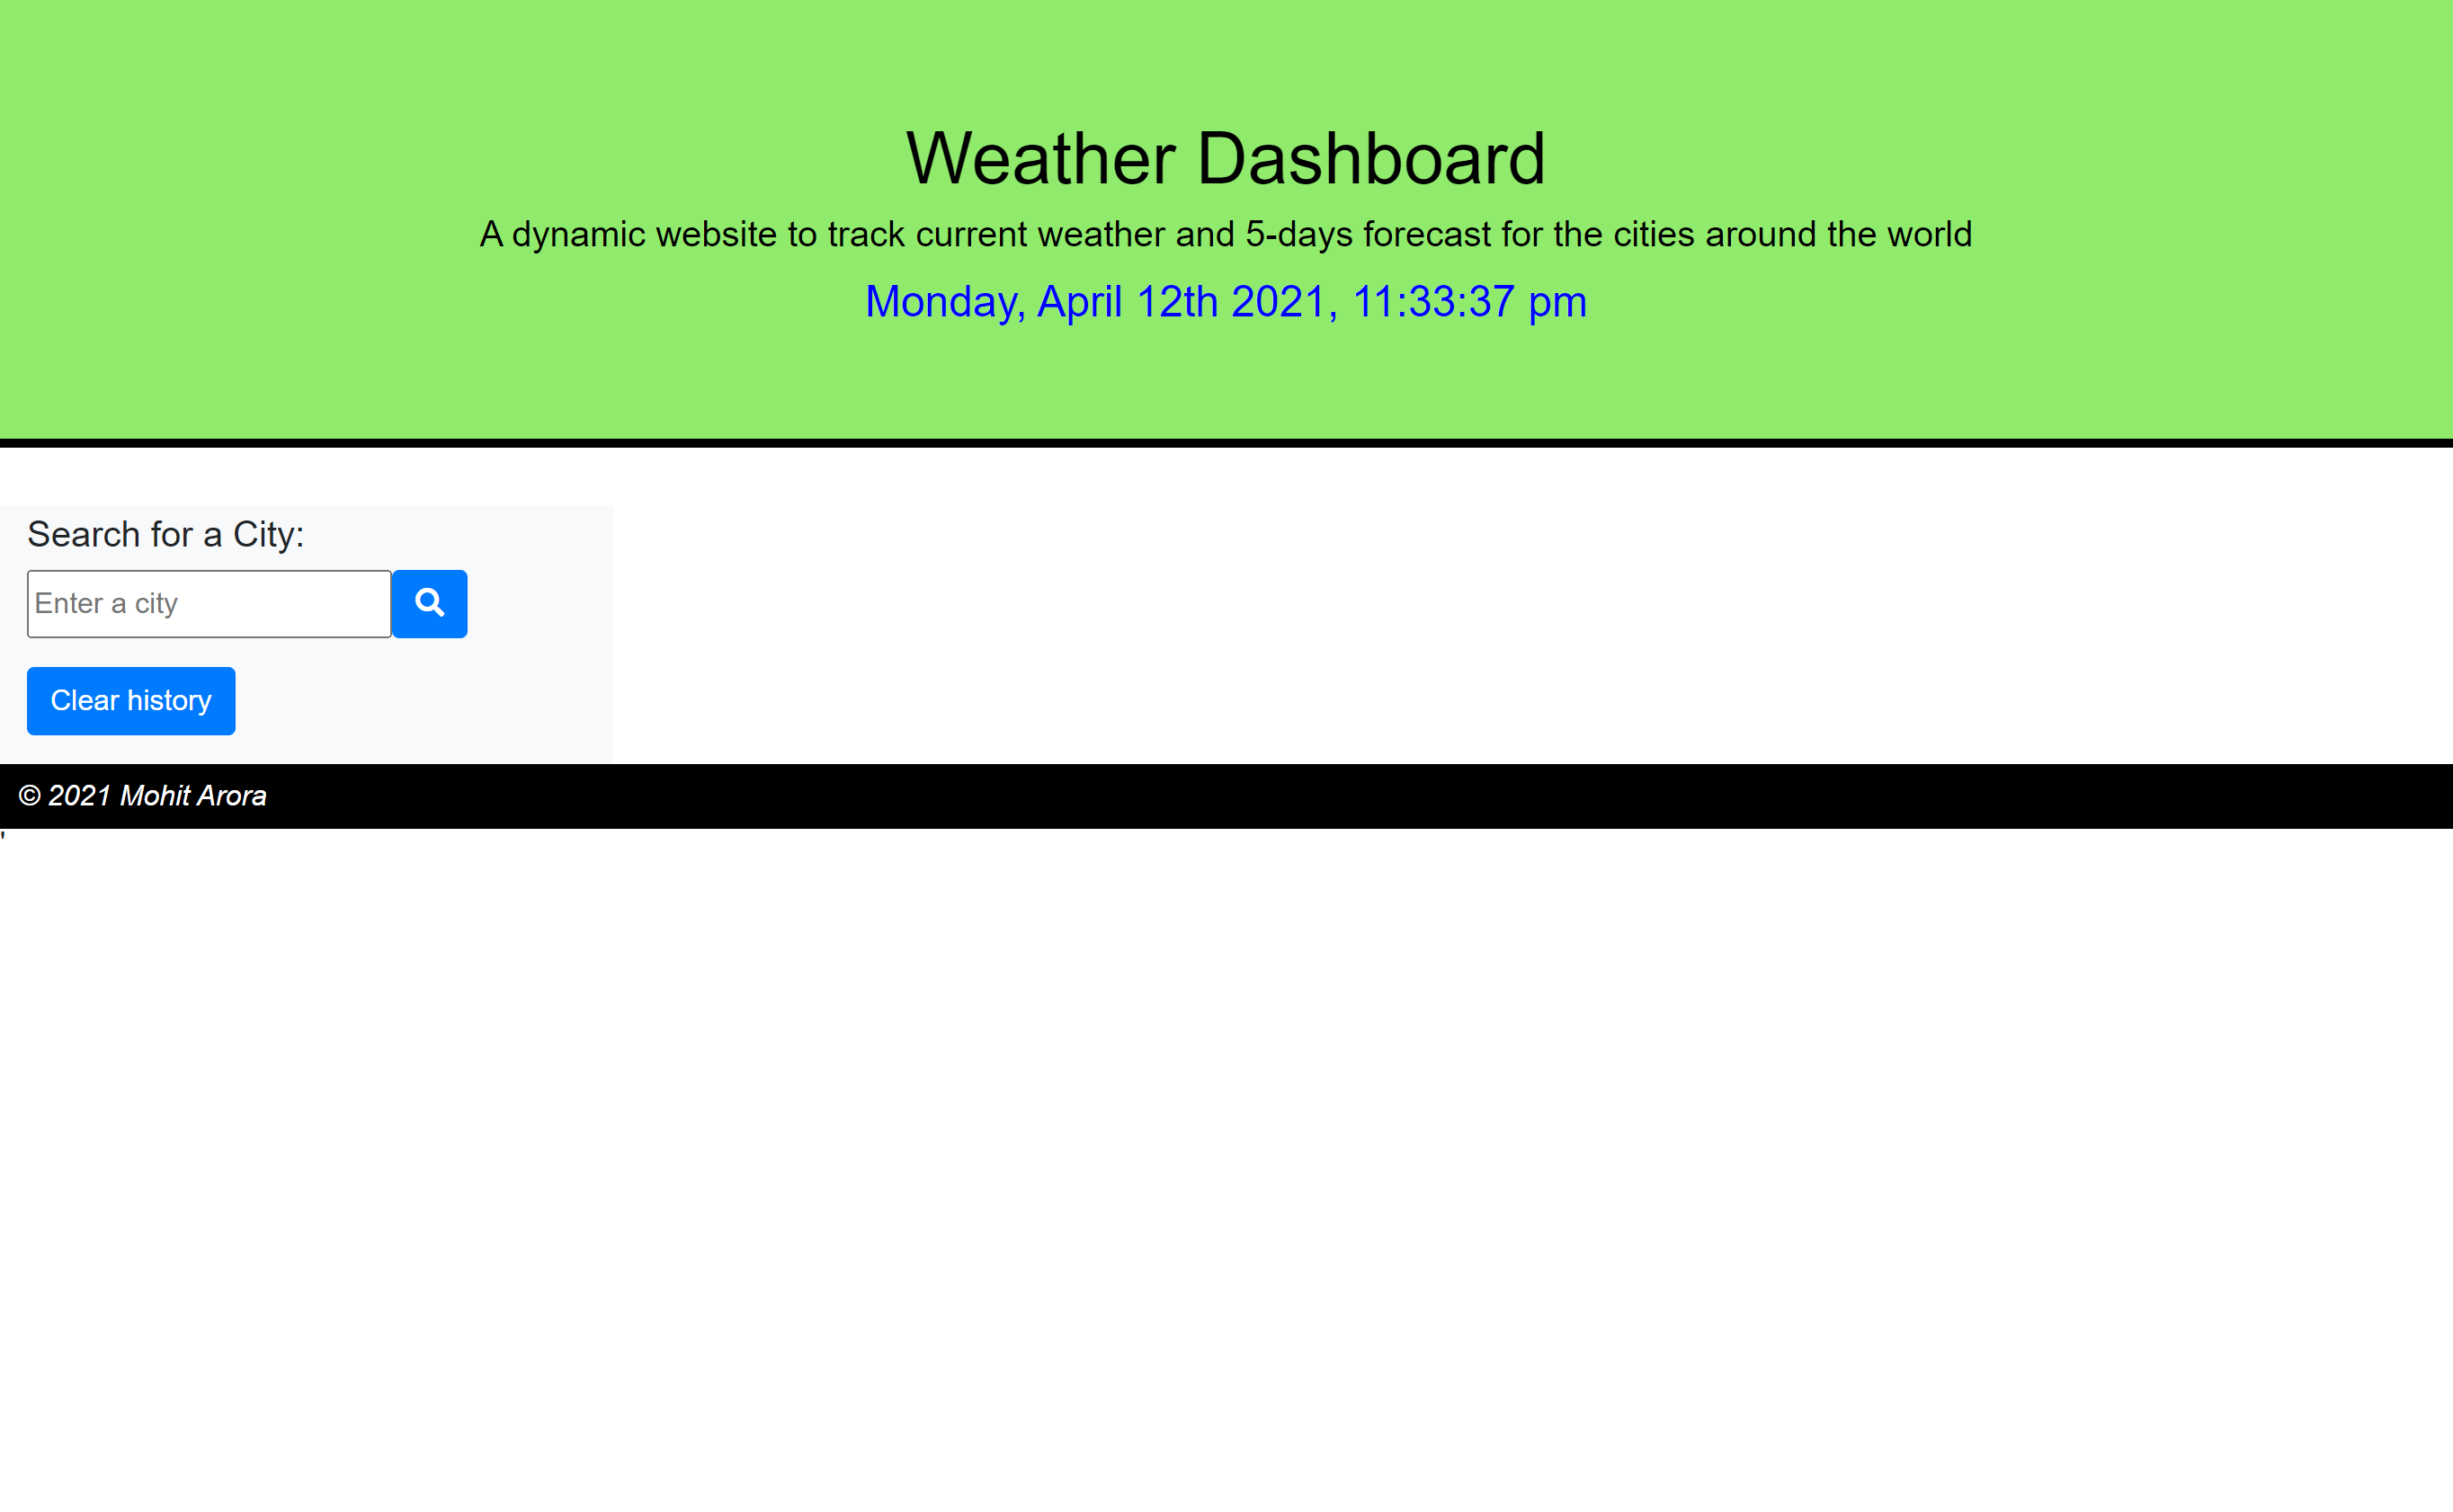 Weather Dashboard
A dynamic website to track current weather and 5-days forecast for the cities around the world
Monday, April 12th 2021, 11:33:37 pm
Search for a City:
Enter a city
Clear history
© 2021 Mohit Arora
'